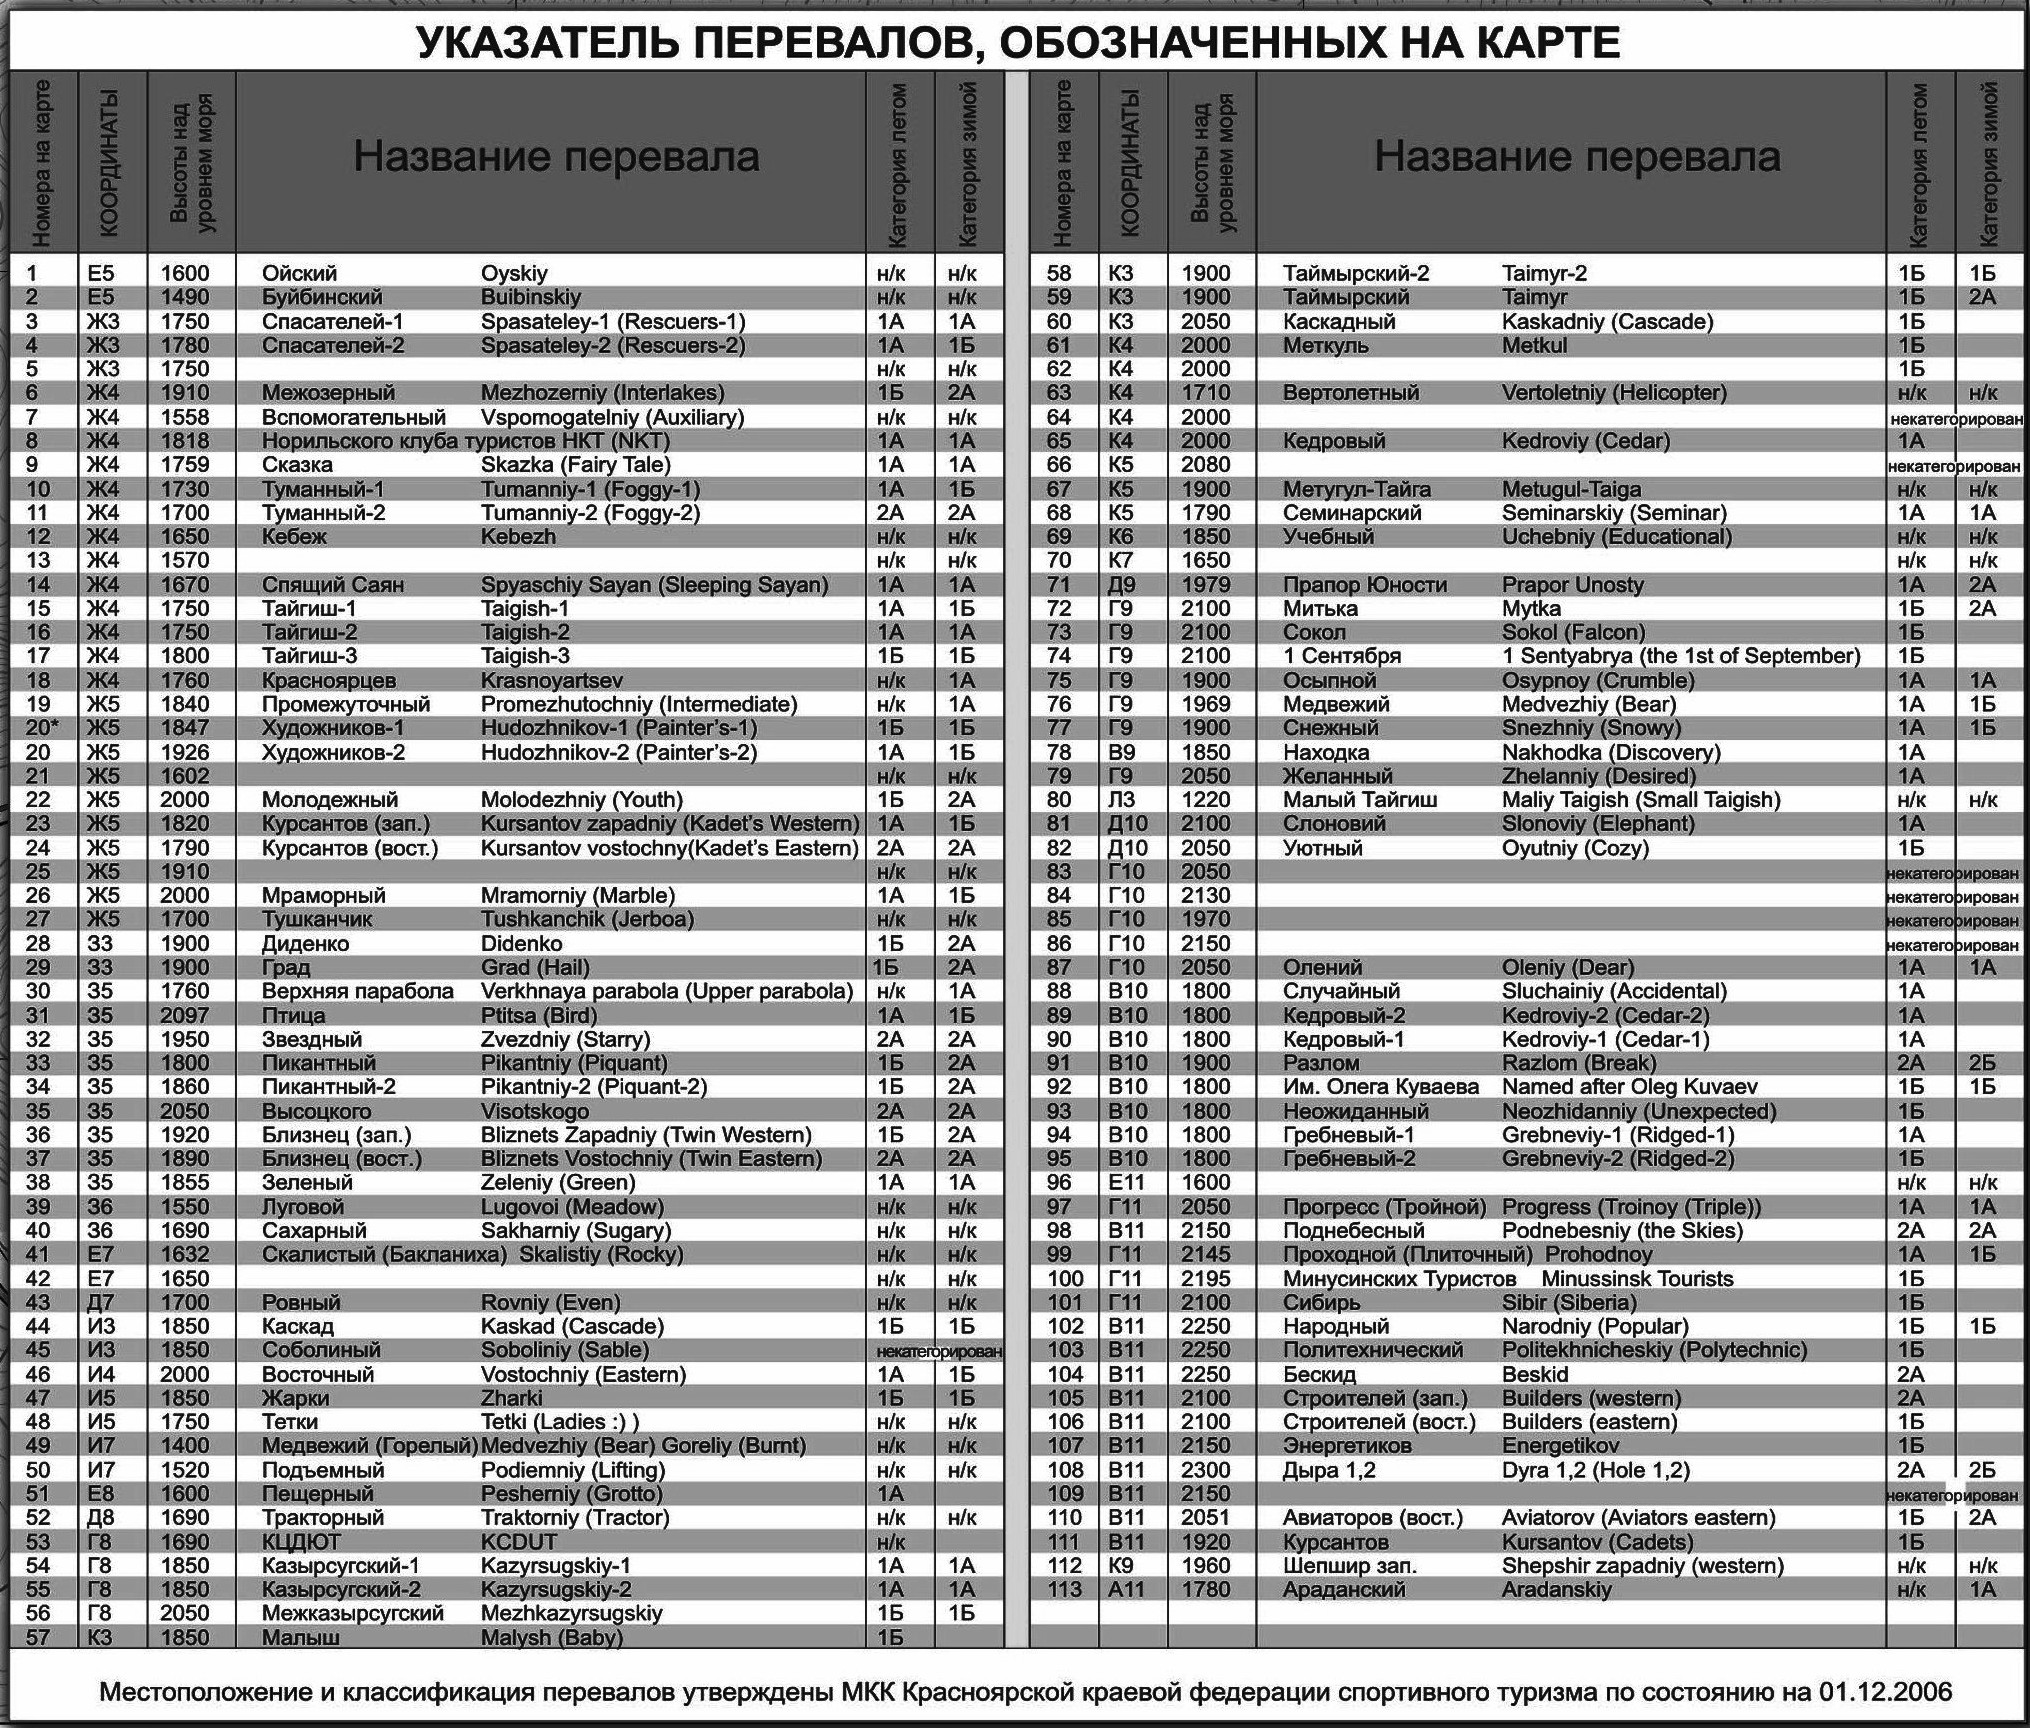 УКАЗАТЕЛЬ ПЕРЕВАЛОВ, ОБОЗНАЧЕННЫХ НА КАРТЕ
Номера на карте КООРДИНАТЫ Высоты над уровнем моря Название перевала Категория летом Категория зимой
1 Е5 1600 Ойский Oyskiy н/к н/к
2 Е5 1490 Буйбинский Buibinskiy н/к н/к
3 Ж3 1750 Спасателей-1 Spasateley-1 (Rescuers-1) 1А 1А
4 Ж3 1780 Спасателей-2 Spasateley-2 (Rescuers-2) 1А 1Б
5 Ж3 1750 н/к н/к
6 Ж4 1910 Межозерный Mezhozerniy (Interlakes) 1Б 2А
7 Ж4 1558 Вспомогательный Vspomogatelniy (Auxiliary) н/к н/к
8 Ж4 1818 Норильского клуба туристов НКТ (NKT) 1А 1А
9 Ж4 1759 Сказка Skazka (Fairy Tale) 1А 1А
10 Ж4 1730 Туманный-1 Tumanniy-1 (Foggy-1) 1А 1Б
11 Ж4 1700 Туманный-2 Tumanniy-2 (Foggy-2) 2А 2А
12 Ж4 1650 Кебеж Kebezh н/к н/к
13 Ж4 1570 н/к н/к
14 Ж4 1670 Спящий Саян Spyaschiy Sayan (Sleeping Sayan) 1А 1А
15 Ж4 1750 Тайгиш-1 Taigish-1 1А 1Б
16 Ж4 1750 Тайгиш-2 Taigish-2 1А 1А
17 Ж4 1800 Тайгиш-3 Taigish-3 1Б 1Б
18 Ж4 1760 Красноярцев Krasnoyartsev н/к 1А
19 Ж5 1840 Промежуточный Promezhutochniy (Intermediate) н/к 1А
20* Ж5 1847 Художников-1 Hudozhnikov-1 (Painter's-1) 1Б 1Б
20 Ж5 1926 Художников-2 Hudozhnikov-2 (Painter's-2) 1А 1Б
21 Ж5 1602 н/к н/к
22 Ж5 2000 Молодежный Molodezhniy (Youth) 1Б 2А
23 Ж5 1820 Курсантов (зап.) Kursantov zapadniy (Kadet's Western) 1А 1Б
24 Ж5 1790 Курсантов (вост.) Kursantov vostochny(Kadet's Eastern) 2А 2А
25 Ж5 1910 н/к н/к
26 Ж5 2000 Мраморный Mramorniy (Marble) 1А 1Б
27 Ж5 1700 Тушканчик Tushkanchik (Jerboa) н/к н/к
28 З3 1900 Диденко Didenko 1Б 2А
29 З3 1900 Град Grad (Hail) 1Б 2А
30 З5 1760 Верхняя парабола Verkhnaya parabola (Upper parabola) н/к 1А
31 З5 2097 Птица Ptitsa (Bird) 1А 1Б
32 З5 1950 Звездный Zvezdniy (Starry) 2А 2А
33 З5 1800 Пикантный Pikantniy (Piquant) 1Б 2А
34 З5 1860 Пикантный-2 Pikantniy-2 (Piquant-2) 1Б 2А
35 З5 2050 Высоцкого Visotskogo 2А 2А
36 З5 1920 Близнец (зап.) Bliznets Zapadniy (Twin Western) 1Б 2А
37 З5 1890 Близнец (вост.) Bliznets Vostochniy (Twin Eastern) 2А 2А
38 З5 1855 Зеленый Zeleniy (Green) 1А 1А
39 З6 1550 Луговой Lugovoi (Meadow) н/к н/к
40 З6 1690 Сахарный Sakharniy (Sugary) н/к н/к
41 Е7 1632 Скалистый (Бакланиха) Skalistiy (Rocky) н/к н/к
42 Е7 1650 н/к н/к
43 Д7 1700 Ровный Rovniy (Even) н/к н/к
44 И3 1850 Каскад Kaskad (Cascade) 1Б 1Б
45 И3 1850 Соболиный Soboliniy (Sable) некатегорирован
46 И4 2000 Восточный Vostochniy (Eastern) 1А 1Б
47 И5 1850 Жарки Zharki 1Б 1Б
48 И5 1750 Тетки Tetki (Ladies :) ) н/к н/к
49 И7 1400 Медвежий (Горелый) Medvezhiy (Bear) Goreliy (Burnt) н/к н/к
50 И7 1520 Подъемный Podiemniy (Lifting) н/к н/к
51 Е8 1600 Пещерный Pesherniy (Grotto) 1А
52 Д8 1690 Тракторный Traktorniy (Tractor) н/к н/к
53 Г8 1690 КЦДЮТ KCDUT н/к
54 Г8 1850 Казырсугский-1 Kazyrsugskiy-1 1А 1А
55 Г8 1850 Казырсугский-2 Kazyrsugskiy-2 1А 1А
56 Г8 2050 Межказырсугский Mezhkazyrsugskiy 1Б 1Б
57 К3 1850 Малыш Malysh (Baby) 1Б
Номера на карте КООРДИНАТЫ Высоты над уровнем моря Название перевала Категория летом Категория зимой
58 К3 1900 Таймырский-2 Taimyr-2 1Б 1Б
59 К3 1900 Таймырский Taimyr 1Б 2А
60 К3 2050 Каскадный Kaskadniy (Cascade) 1Б
61 К4 2000 Меткуль Metkul 1Б
62 К4 2000 1Б
63 К4 1710 Вертолетный Vertoletniy (Helicopter) н/к н/к
64 К4 2000 некатегорирован
65 К4 2000 Кедровый Kedroviy (Cedar) 1А
66 К5 2080 некатегорирован
67 К5 1900 Метугул-Тайга Metugul-Taiga н/к н/к
68 К5 1790 Семинарский Seminarskiy (Seminar) 1А 1А
69 К6 1850 Учебный Uchebniy (Educational) н/к н/к
70 К7 1650 н/к н/к
71 Д9 1979 Прапор Юности Prapor Unosty 1А 2А
72 Г9 2100 Митька Mytka 1Б 2А
73 Г9 2100 Сокол Sokol (Falcon) 1Б
74 Г9 2100 1 Сентября 1 Sentyabrya (the 1st of September) 1Б
75 Г9 1900 Осыпной Osypnoy (Crumble) 1А 1А
76 Г9 1969 Медвежий Medvezhiy (Bear) 1А 1Б
77 Г9 1900 Снежный Snezhniy (Snowy) 1А 1Б
78 В9 1850 Находка Nakhodka (Discovery) 1А
79 Г9 2050 Желанный Zhelanniy (Desired) 1А
80 Л3 1220 Малый Тайгиш Maliy Taigish (Small Taigish) н/к н/к
81 Д10 2100 Слоновий Slonoviy (Elephant) 1А
82 Д10 2050 Уютный Oyutniy (Cozy) 1Б
83 Г10 2050 некатегорирован
84 Г10 2130 некатегорирован
85 Г10 1970 некатегорирован
86 Г10 2150 некатегорирован
87 Г10 2050 Олений Oleniy (Dear) 1А 1А
88 В10 1800 Случайный Sluchainiy (Accidental) 1А
89 В10 1800 Кедровый-2 Kedroviy-2 (Cedar-2) 1А
90 В10 1800 Кедровый-1 Kedroviy-1 (Cedar-1) 1А
91 В10 1900 Разлом Razlom (Break) 2А 2Б
92 В10 1800 Им. Олега Куваева Named after Oleg Kuvaev 1Б 1Б
93 В10 1800 Неожиданный Neozhidanniy (Unexpected) 1Б
94 В10 1800 Гребневый-1 Grebneviy-1 (Ridged-1) 1А
95 В10 1800 Гребневый-2 Grebneviy-2 (Ridged-2) 1Б
96 Е11 1600 н/к н/к
97 Г11 2050 Прогресс (Тройной) Progress (Troinoy (Triple)) 1А 1А
98 В11 2150 Поднебесный Podnebesniy (the Skies) 2А 2А
99 Г11 2145 Проходной (Плиточный) Prohodnoy 1А 1Б
100 Г11 2195 Минусинских Туристов Minussinsk Tourists 1Б
101 Г11 2100 Сибирь Sibir (Siberia) 1Б
102 В11 2250 Народный Narodniy (Popular) 1Б 1Б
103 В11 2250 Политехнический Politekhnicheskiy (Polytechnic) 1Б
104 В11 2250 Бескид Beskid 2А
105 В11 2100 Строителей (зап.) Builders (western) 2А
106 В11 2100 Строителей (вост.) Builders (eastern) 1Б
107 В11 2150 Энергетиков Energetikov 1Б
108 В11 2300 Дыра 1,2 Dyra 1,2 (Hole 1,2) 2А 2Б
109 В11 2150 некатегорирован
110 В11 2051 Авиаторов (вост.) Aviatorov (Aviators eastern) 1Б 2А
111 В11 1920 Курсантов Kursantov (Cadets) 1Б
112 К9 1960 Шепшир зап. Shepshir zapadniy (western) н/к н/к
113 А11 1780 Араданский Aradanskiy н/к 1А
Местоположение и классификация перевалов утверждены МКК Красноярской краевой федерации спортивного туризма по состоянию на 01.12.2006